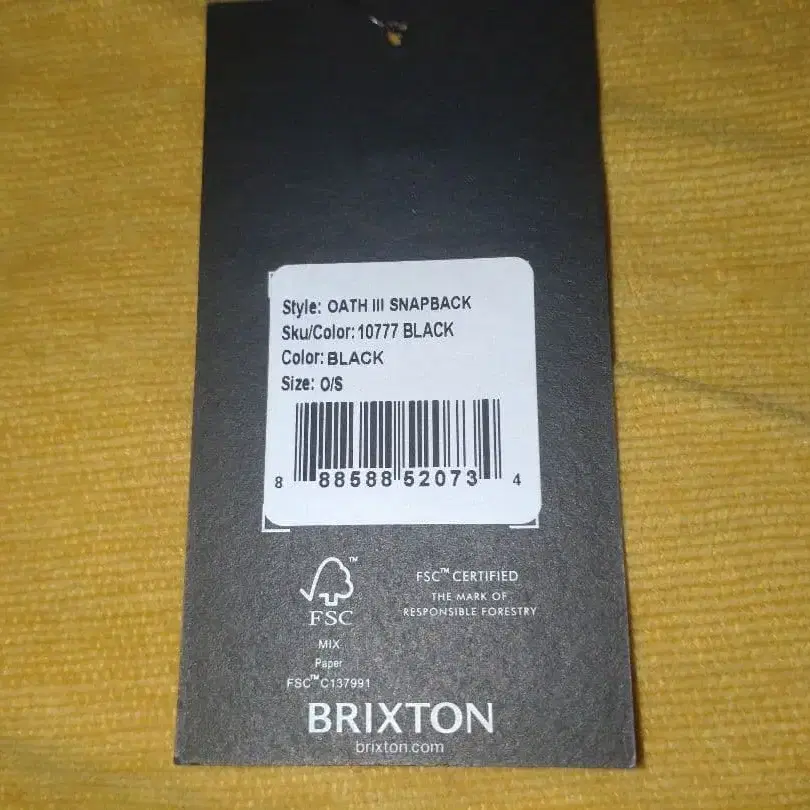 Style: OATH III SNAPBACK
Sku/Color: 10777 BLACK
Color: BLACK
Size: O/S
8 88588 52073 4
FSC™ CERTIFIED
THE MARK OF
RESPONSIBLE FORESTRY
™
FSC
MIX
Paper
FSC™ C137991
BRIXTON
brixton.com